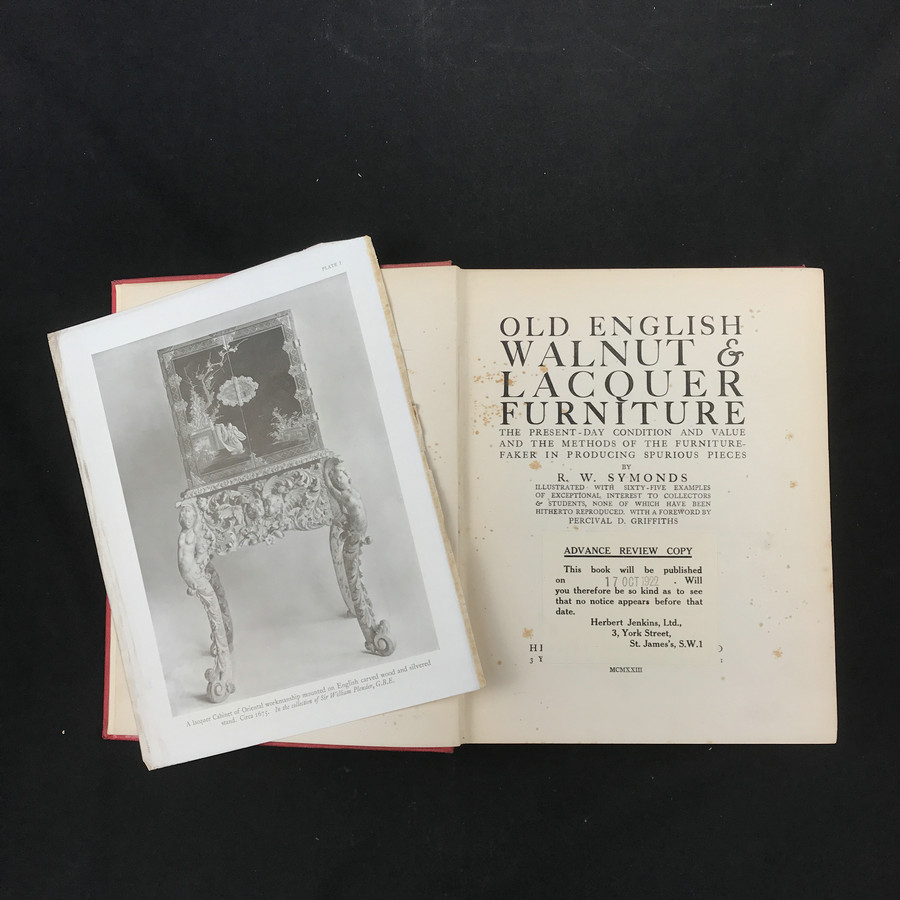 PLATE I
A lacquer Cabinet of Oriental workmanship mounted on English carved wood and silvered
stand. Circa 1675. In the collection of Sir William Plender, G.B.E.
OLD ENGLISH
WALNUT &
LACQUER
FURNITURE
THE PRESENT-DAY CONDITION AND VALUE
AND THE METHODS OF THE FURNITURE-
FAKER IN PRODUCING SPURIOUS PIECES
BY
R. W. SYMONDS
ILLUSTRATED WITH SIXTY-FIVE EXAMPLES
OF EXCEPTIONAL INTEREST TO COLLECTORS
& STUDENTS, NONE OF WHICH HAVE BEEN
HITHERTO REPRODUCED. WITH A FOREWORD BY
PERCIVAL D. GRIFFITHS
ADVANCE REVIEW COPY
This book will be published
on 17 OCT 1922 . Will
you therefore be so kind as to see
that no notice appears before that
date.
Herbert Jenkins, Ltd.,
3, York Street,
St. James's, S.W.1
MCMXXIII